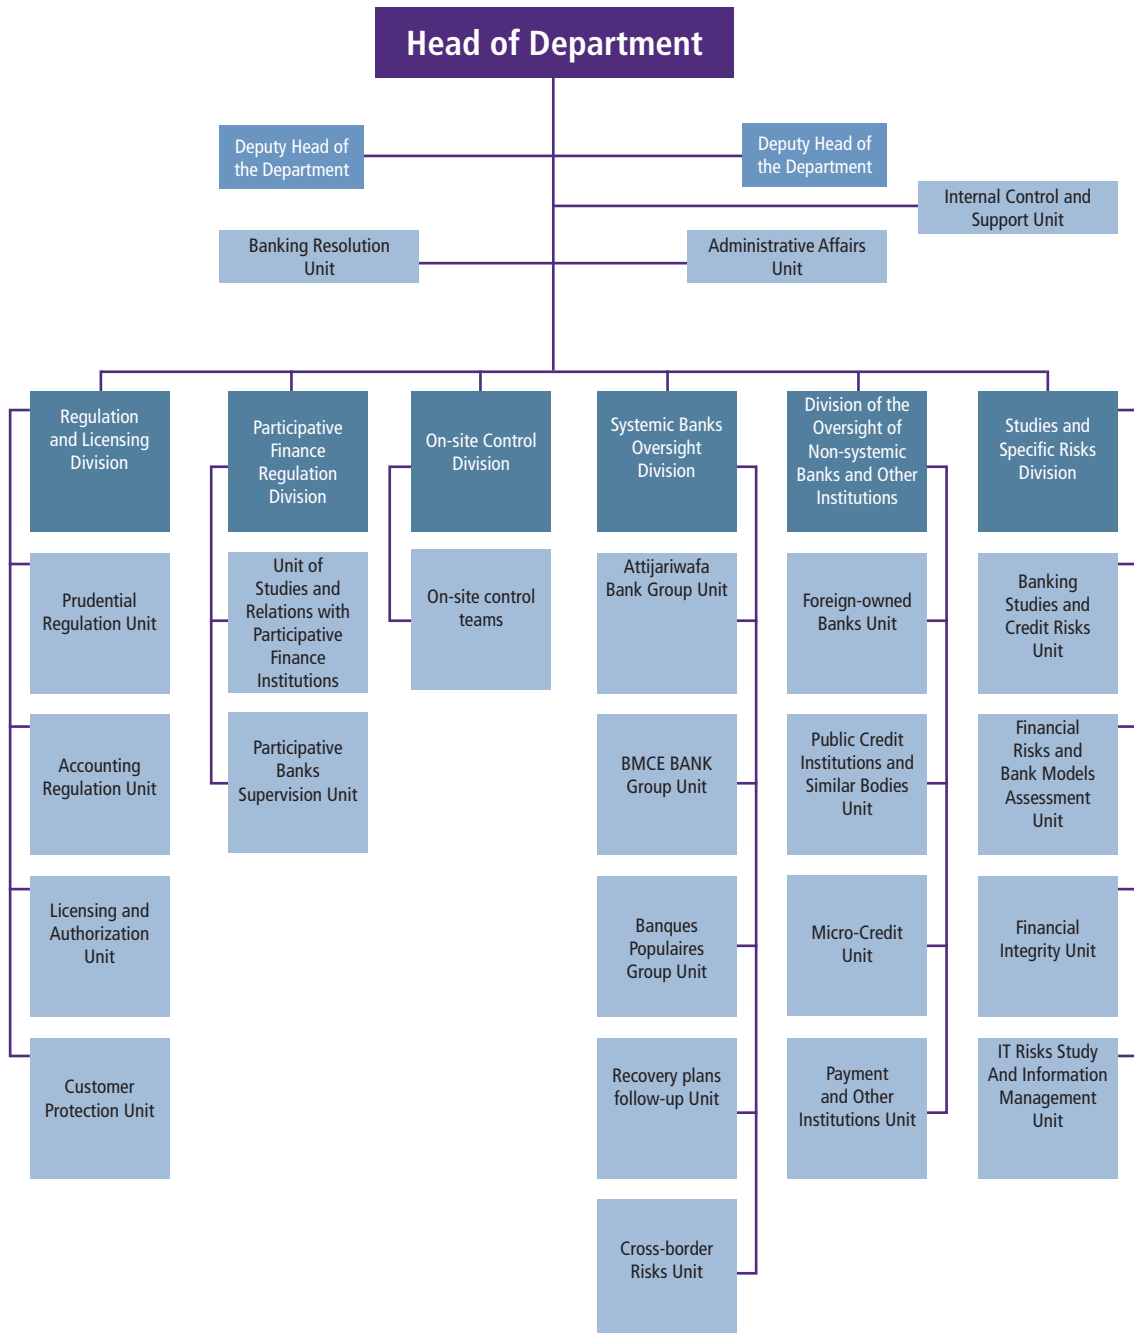 Head of Department
Deputy Head of
the Department
Deputy Head of
the Department
Internal Control and
Support Unit
Banking Resolution
Unit
Administrative Affairs
Unit
Regulation
and Licensing
Division
Participative
Finance
Regulation
Division
On-site Control
Division
Systemic Banks
Oversight
Division
Division of the
Oversight of
Non-systemic
Banks and Other
Institutions
Studies and
Specific Risks
Division
Prudential
Regulation Unit
Unit of
Studies and
Relations with
Participative
Finance
Institutions
On-site control
teams
Attijariwafa
Bank Group Unit
Foreign-owned
Banks Unit
Banking
Studies and
Credit Risks
Unit
Accounting
Regulation Unit
Participative
Banks
Supervision Unit
BMCE BANK
Group Unit
Public Credit
Institutions and
Similar Bodies
Unit
Financial
Risks and
Bank Models
Assessment
Unit
Licensing and
Authorization
Unit
Banques
Populaires
Group Unit
Micro-Credit
Unit
Financial
Integrity Unit
Customer
Protection Unit
Recovery plans
follow-up Unit
Payment
and Other
Institutions Unit
IT Risks Study
And Information
Management
Unit
Cross-border
Risks Unit